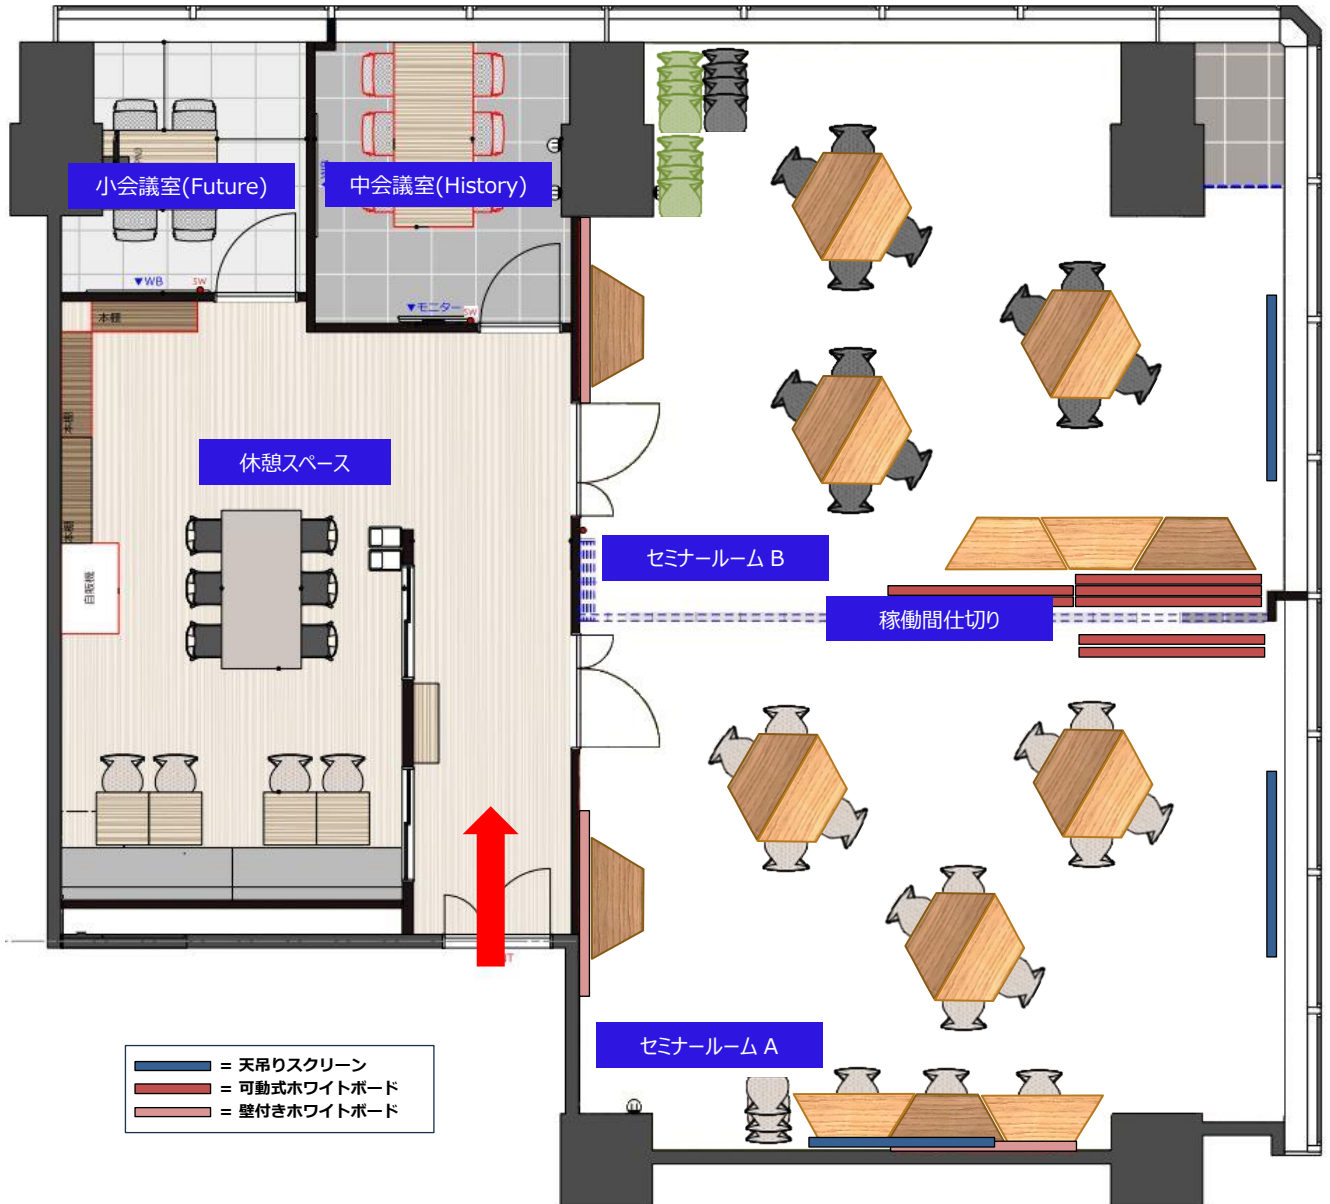 小会議室(Future)
中会議室(History)
▼WB
SW
▼モニター
SW
本棚
本棚
本棚
休憩スペース
自販機
セミナールーム B
稼働間仕切り
セミナールーム A
= 天吊りスクリーン
= 可動式ホワイトボード
= 壁付きホワイトボード